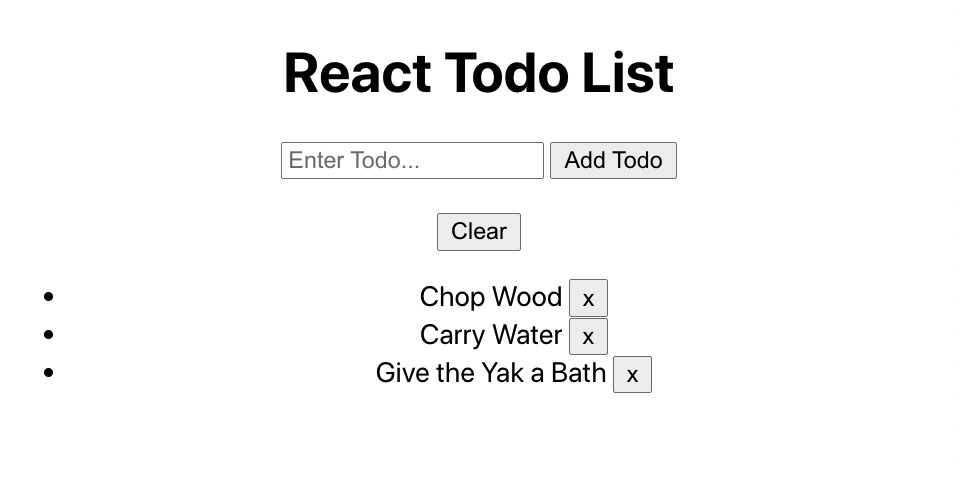 React Todo List
Enter Todo... Add Todo
Clear
Chop Wood x
Carry Water x
Give the Yak a Bath x